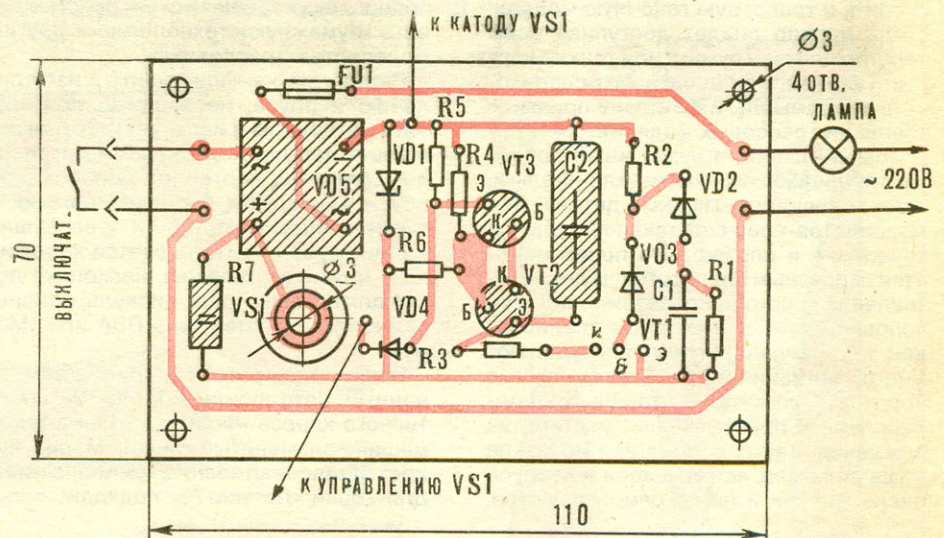 К КАТОДУ VS1
Ø3
4 ОТВ.
ЛАМПА
FU1
R5
VD1
R4
VT3
C2
R2
VD2
Э
К
Б
~
—
VD5
+
~
~ 220В
70
ВЫКЛЮЧАТ.
R7
VS1
Ø3
R6
VD4
К
VT2
Б
Э
VD3
C1
R1
VT1
R3
К
Б
Э
К УПРАВЛЕНИЮ VS1
110